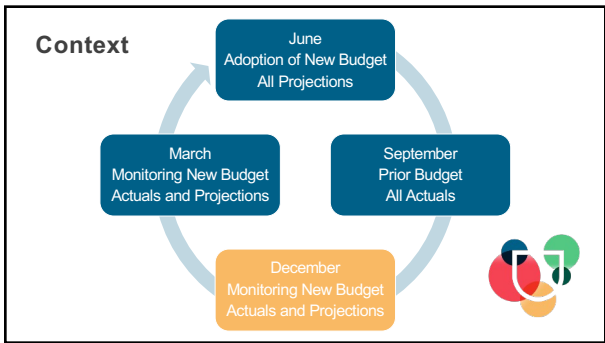 Context
June
Adoption of New Budget
All Projections
March
Monitoring New Budget
Actuals and Projections
September
Prior Budget
All Actuals
December
Monitoring New Budget
Actuals and Projections
U